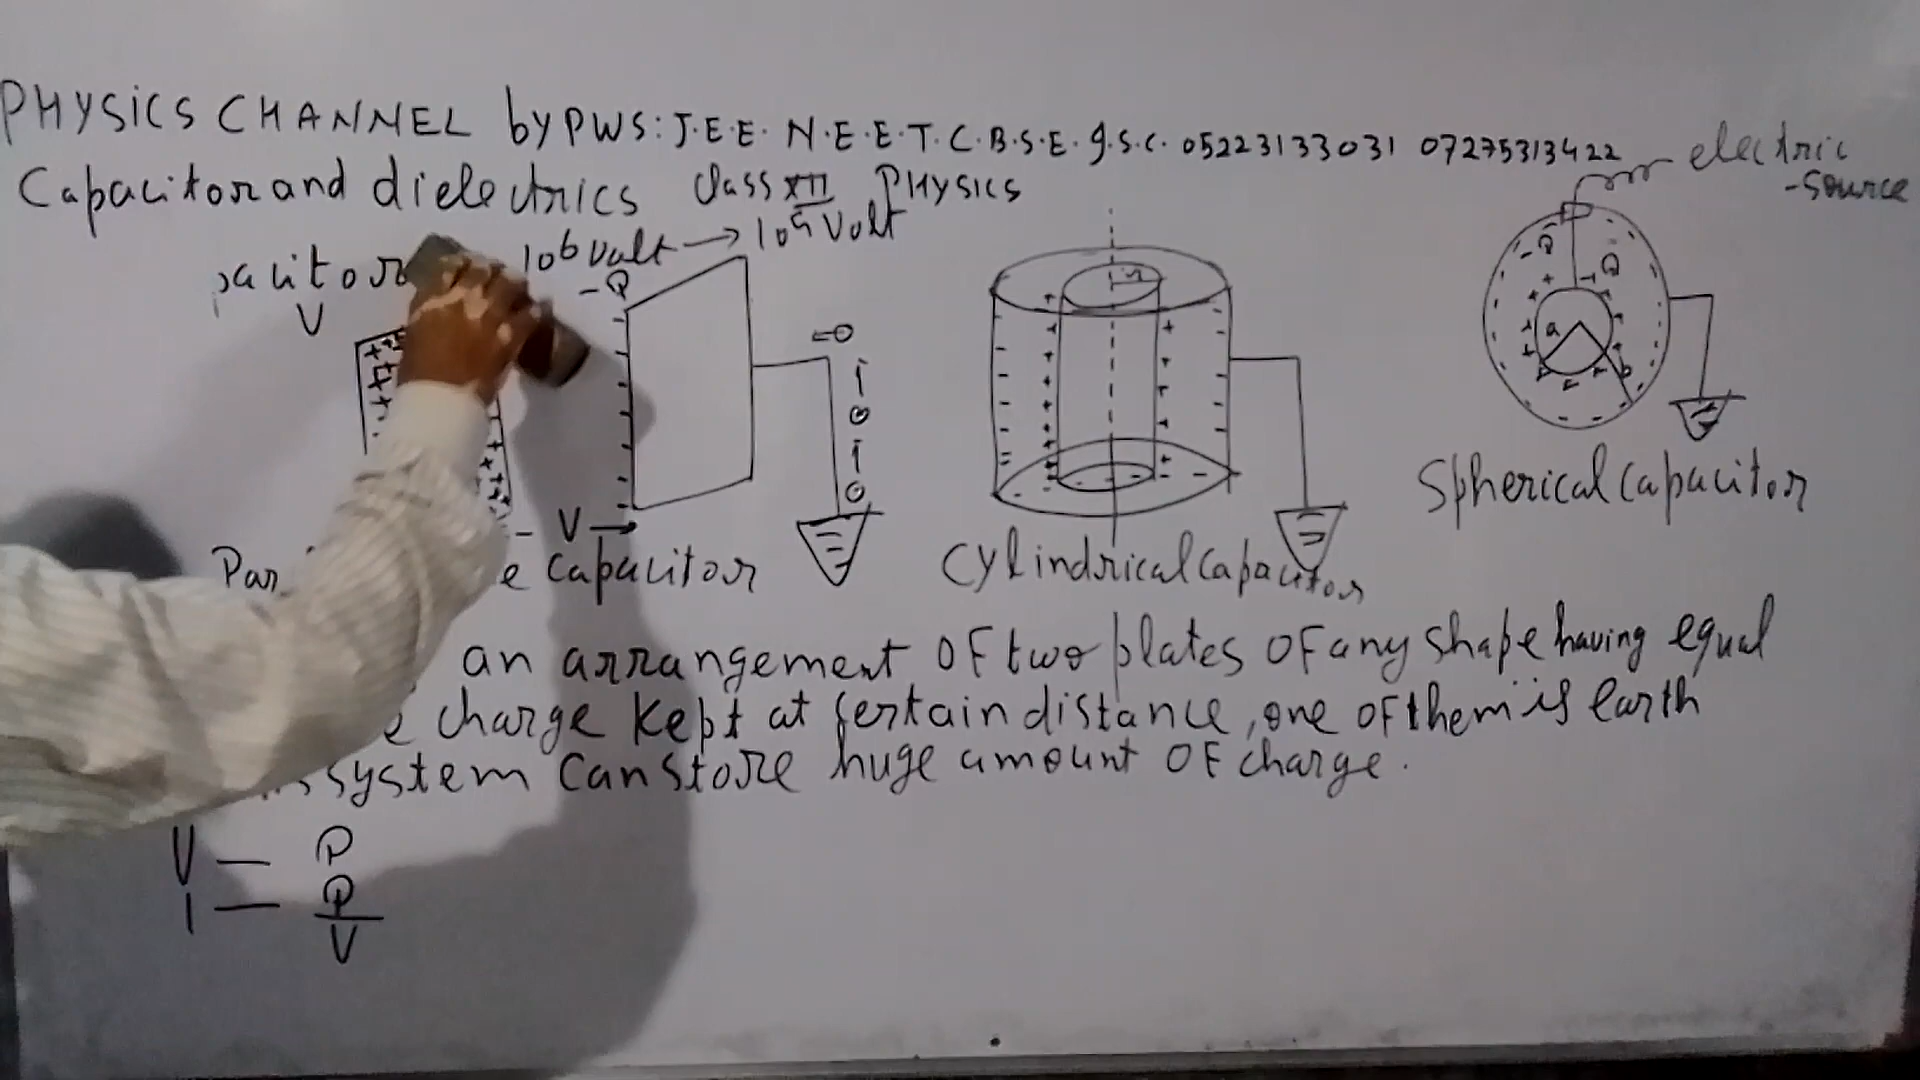 PHYSICS CHANNEL by PWS: J.E.E. N.E.E.T. C.B.S.E. I.S.C. 05223133031 07275313422
electric
-source
Capacitor and dielectrics Class XII PHYSICS
pacitor 10⁶ Volt → 10⁹ Volt
V -Q
-Q Q
a b
- V →
Spherical Capacitor
Par e Capacitor Cylindrical Capacitor
an arrangement OF two plates OF any shape having equal
e charge Kept at certain distance, one of them is earth
s system Can store huge amount OF charge.
V — Q
1 — Q
V